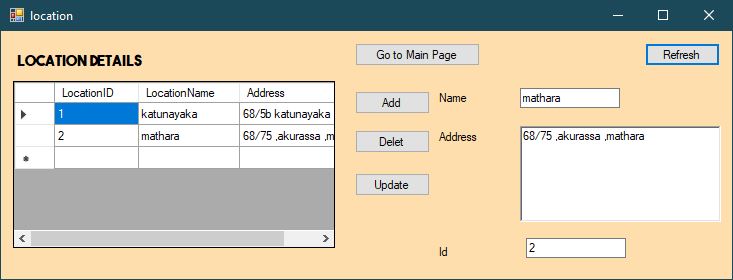 location
LOCATION DETAILS
Go to Main Page
Refresh
LocationID LocationName Address
1 katunayaka 68/5b katunayaka
2 mathara 68/75 ,akurassa ,m
Add
Delet
Update
Name
mathara
Address
68/75 ,akurassa ,mathara
Id
2